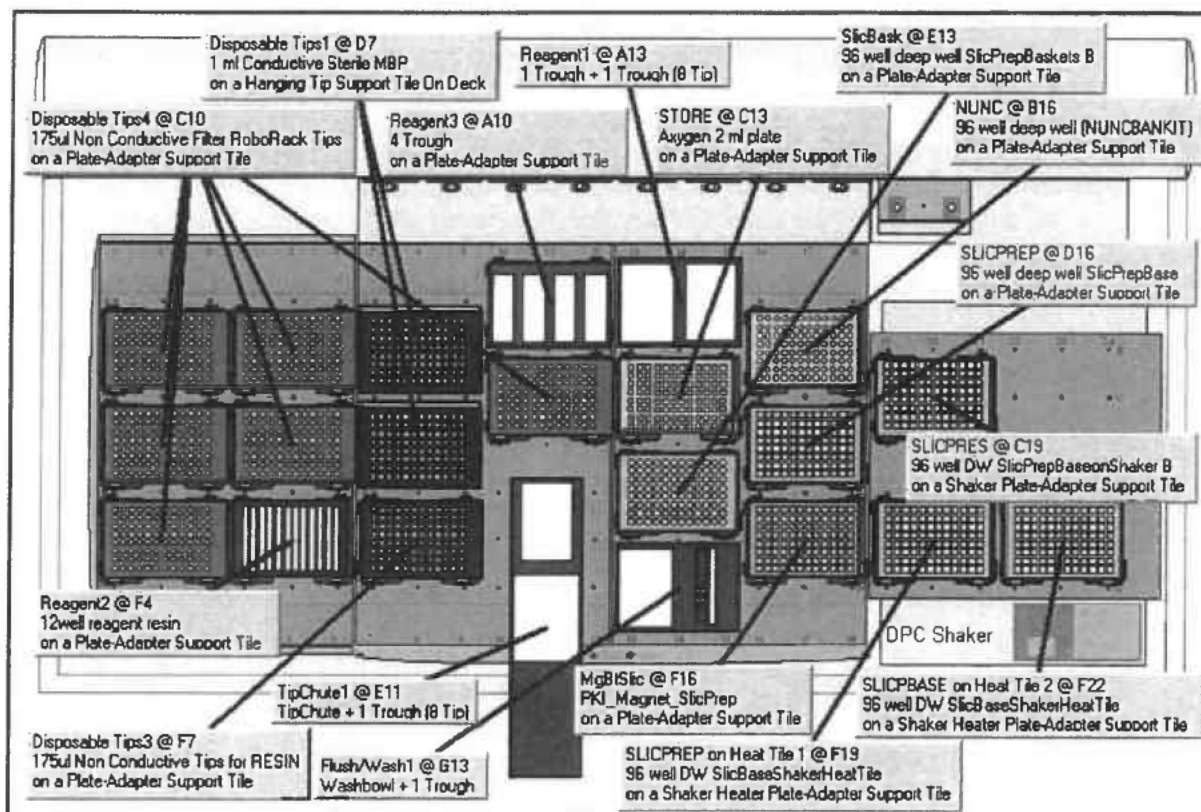 Disposable Tips1 @ D7
1 ml Conductive Sterile MBP
on a Hanging Tip Support Tile On Deck
Reagent1 @ A13
1 Trough + 1 Trough (8 Tip)
SlicBask @ E13
96 well deep well SlicPrepBaskets B
on a Plate-Adapter Support Tile
Disposable Tips4 @ C10
175ul Non Conductive Filter RoboRack Tips
on a Plate-Adapter Support Tile
Reagent3 @ A10
4 Trough
on a Plate-Adapter Support Tile
STORE @ C13
Axygen 2 ml plate
on a Plate-Adapter Support Tile
NUNC @ B16
96 well deep well (NUNCBANKIT)
on a Plate-Adapter Support Tile
SLICPREP @ D16
96 well deep well SlicPrepBase
on a Plate-Adapter Support Tile
SLICPRES @ C19
96 well DW SlicPrepBaseonShaker B
on a Shaker Plate-Adapter Support Tile
Reagent2 @ F4
12well reagent resin
on a Plate-Adapter Support Tile
DPC Shaker
TipChute1 @ E11
TipChute + 1 Trough (8 Tip)
MgBtSlic @ F16
PKI_Magnet_SlicPrep
on a Plate-Adapter Support Tile
SLICPBASE on Heat Tile 2 @ F22
96 well DW SlicBaseShakerHeatTile
on a Shaker Heater Plate-Adapter Support Tile
Disposable Tips3 @ F7
175ul Non Conductive Tips for RESIN
on a Plate-Adapter Support Tile
Flush/Wash1 @ G13
Washbowl + 1 Trough
SLICPREP on Heat Tile 1 @ F19
96 well DW SlicBaseShakerHeatTile
on a Shaker Heater Plate-Adapter Support Tile